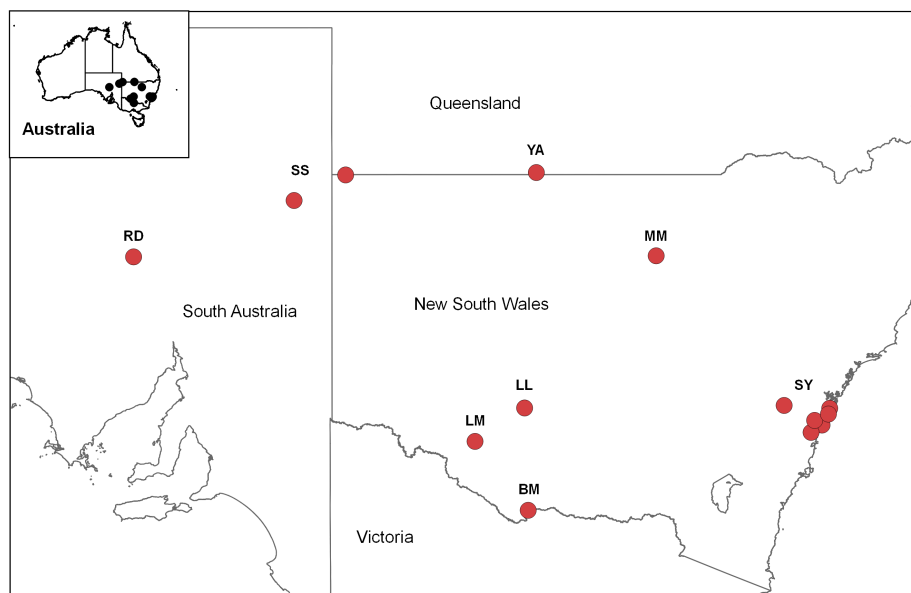 Australia
Queensland
YA
SS
RD
MM
South Australia
New South Wales
LL
SY
LM
BM
Victoria